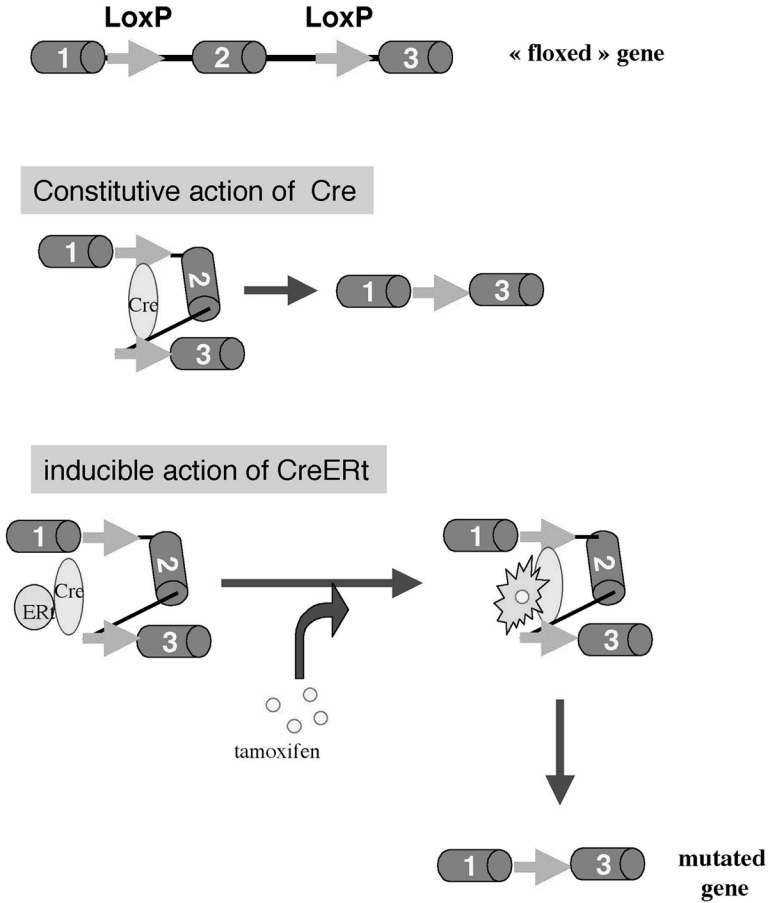 LoxP LoxP
1 2 3 « floxed » gene
Constitutive action of Cre
1
2
Cre
3
1 3
inducible action of CreERt
1
2
Cre
ERt
3
1
2
3
tamoxifen
1 3
mutated
gene